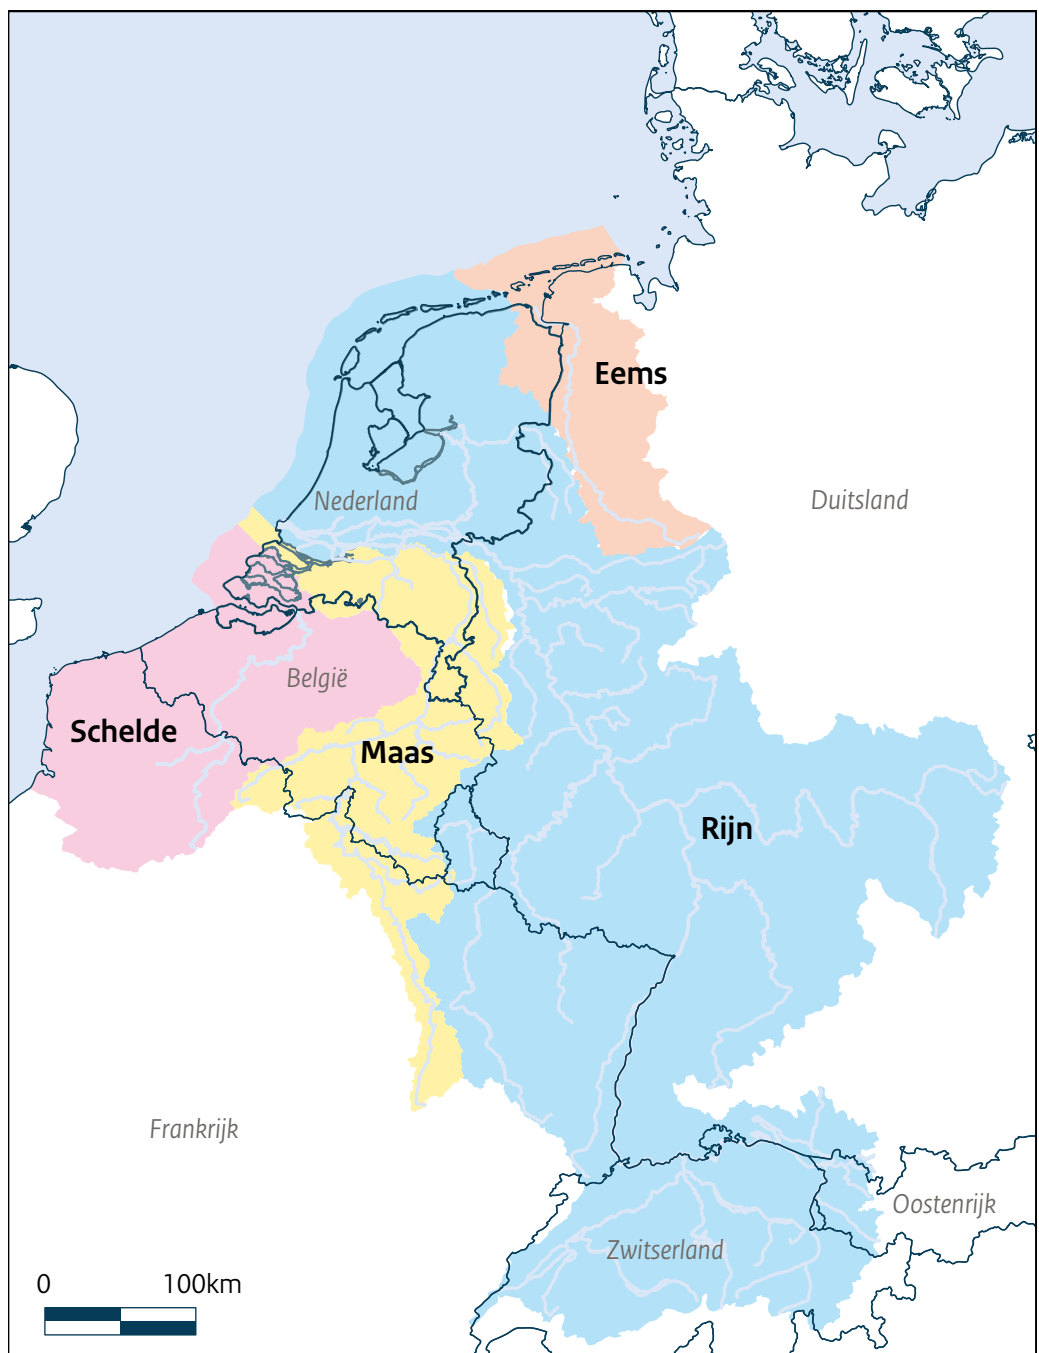 Eems
Nederland
Duitsland
België
Schelde
Maas
Rijn
Frankrijk
Oostenrijk
Zwitserland
0 100km